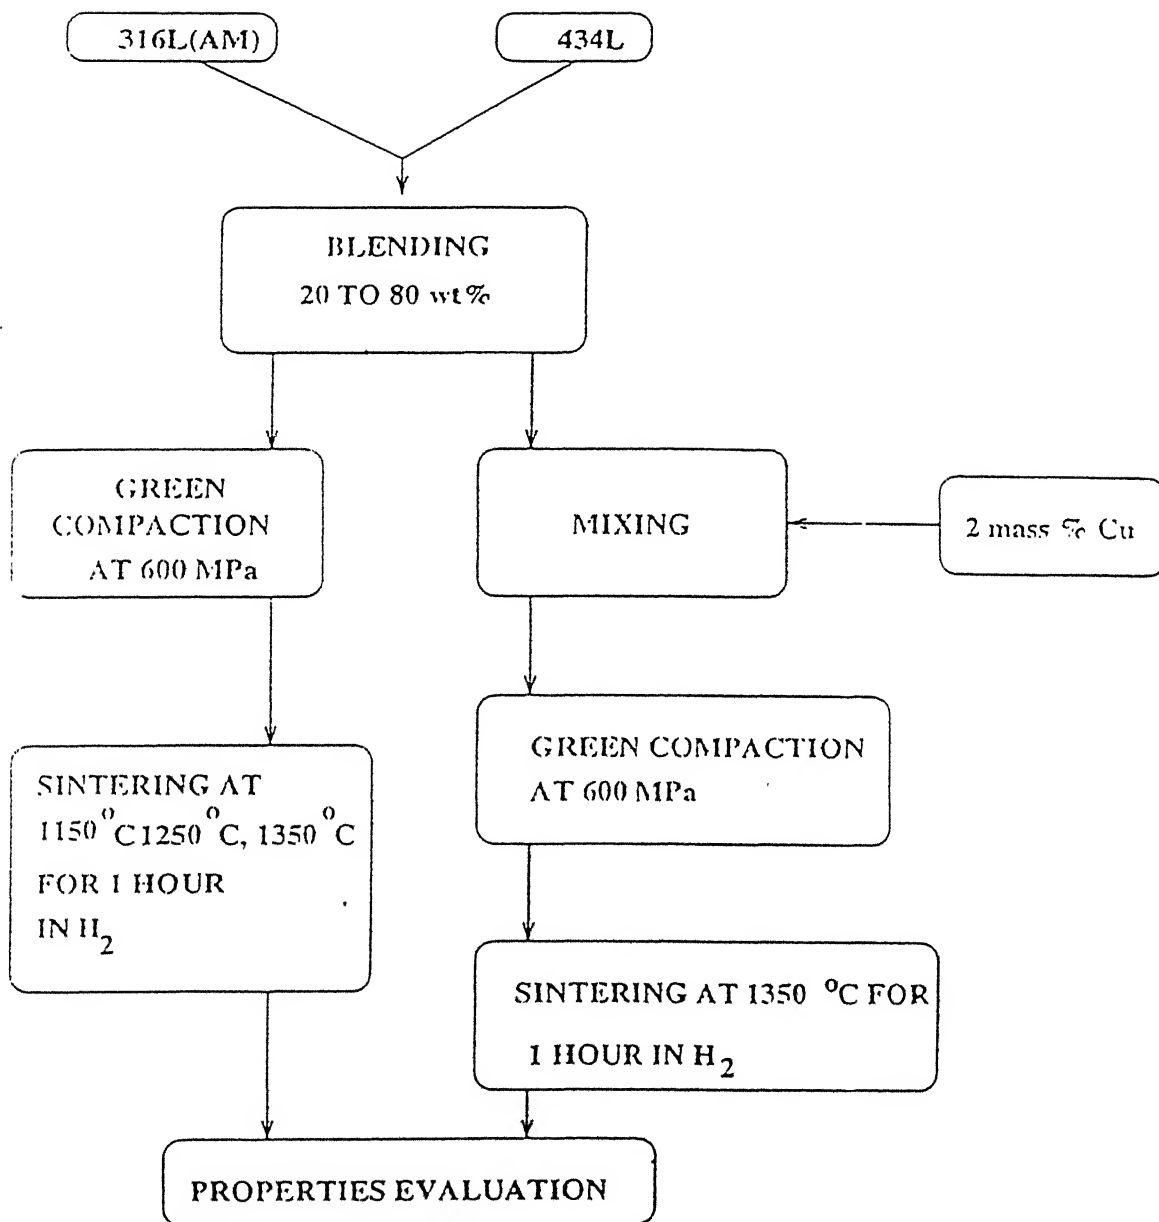 316L(AM)
434L
BLENDING
20 TO 80 wt%
GREEN
COMPACTION
AT 600 MPa
MIXING
2 mass % Cu
GREEN COMPACTION
AT 600 MPa
SINTERING AT
1150°C 1250°C, 1350°C
FOR 1 HOUR
IN H₂
SINTERING AT 1350 °C FOR
1 HOUR IN H₂
PROPERTIES EVALUATION